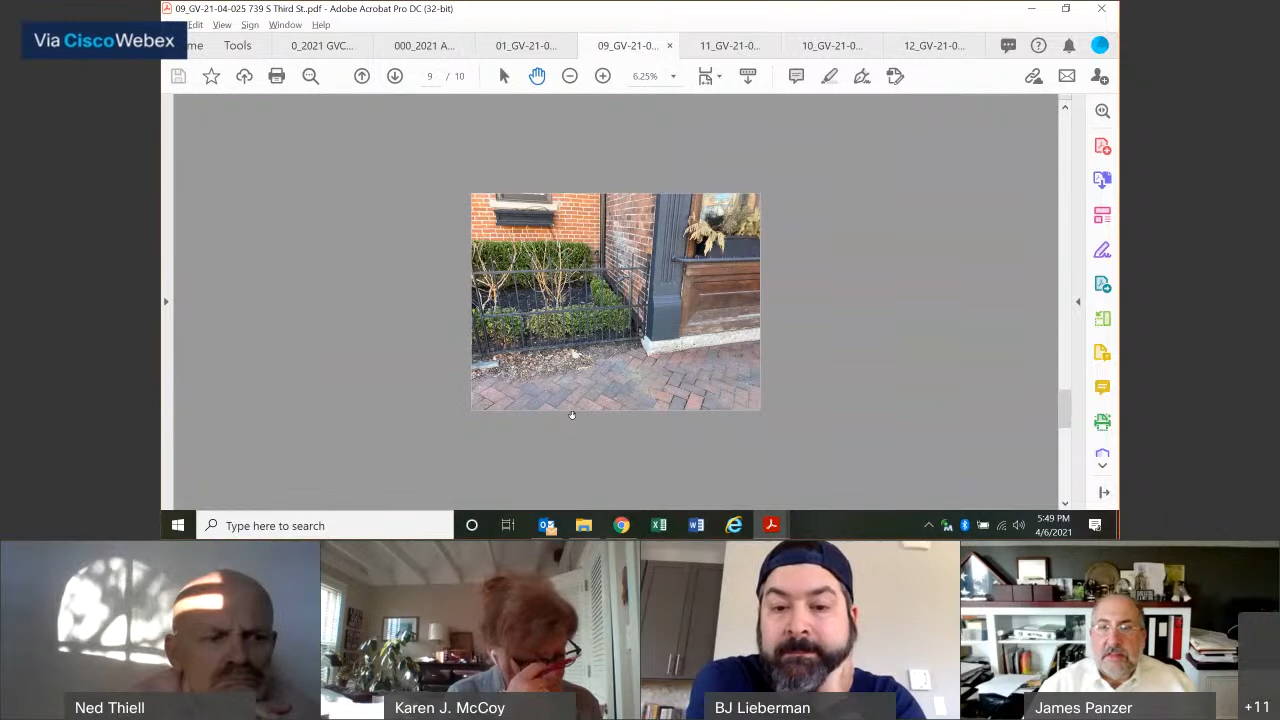 09_GV-21-04-025 739 S Third St..pdf - Adobe Acrobat Pro DC (32-bit)
Via Cisco Webex
Edit View Sign Window Help
me Tools 0_2021 GVC... 00_2021 A... 01_GV-21-0... 09_GV-21-0... × 11_GV-21-0... 10_GV-21-0... 12_GV-21-0...
9 / 10 6.25%
Type here to search
5:49 PM
4/6/2021
Ned Thiell Karen J. McCoy BJ Lieberman James Panzer +11